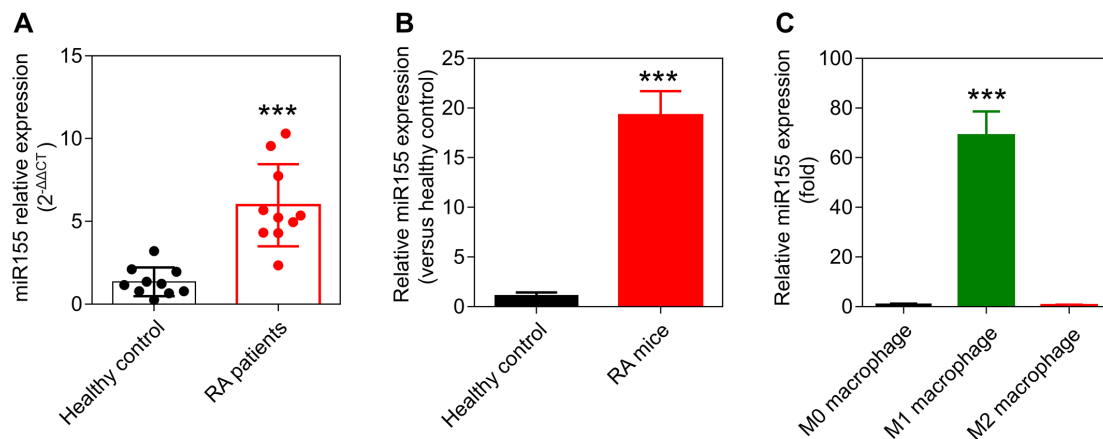 A
miR155 relative expression
(2-ΔΔCT)
15
10
5
0
***
Healthy control
RA patients
B
Relative miR155 expression
(versus healthy control)
25
20
15
10
5
0
***
Healthy control
RA mice
C
Relative miR155 expression
(fold)
100
80
60
40
20
0
***
M0 macrophage
M1 macrophage
M2 macrophage